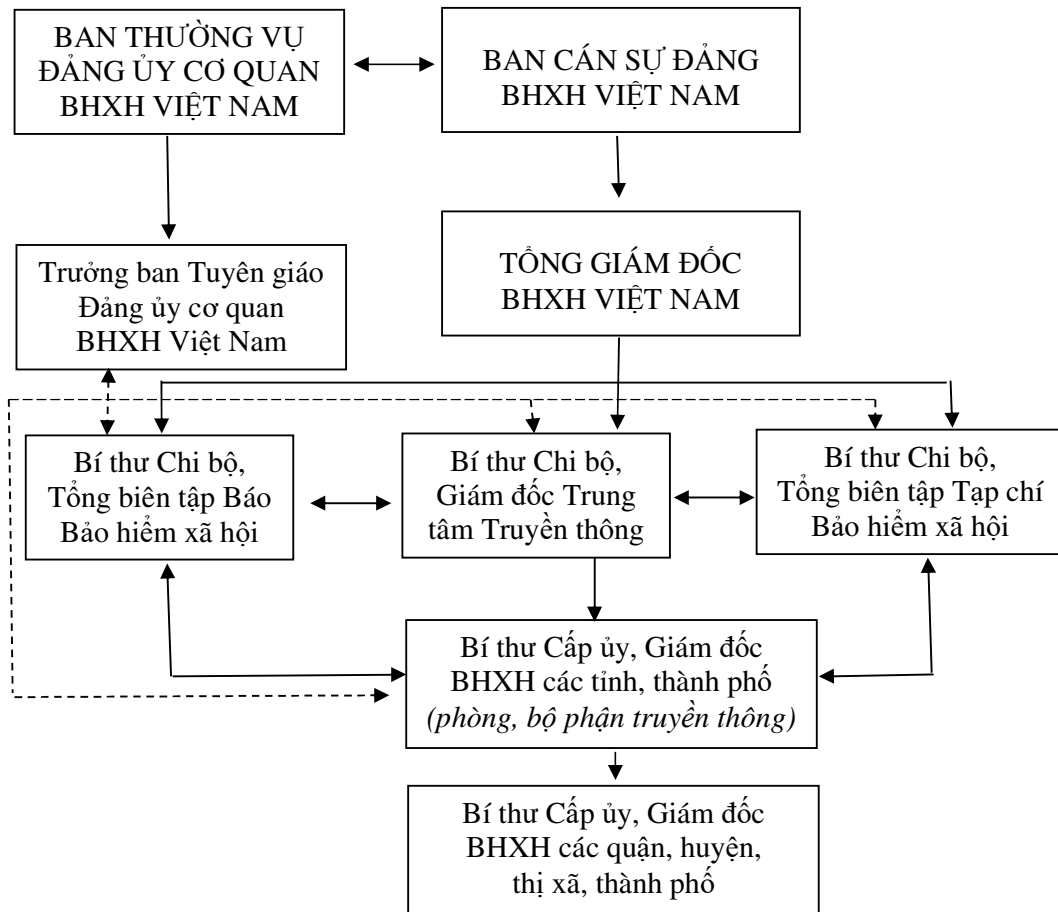 BAN THƯỜNG VỤ
ĐẢNG ỦY CƠ QUAN
BHXH VIỆT NAM
BAN CÁN SỰ ĐẢNG
BHXH VIỆT NAM
Trưởng ban Tuyên giáo
Đảng ủy cơ quan
BHXH Việt Nam
TỔNG GIÁM ĐỐC
BHXH VIỆT NAM
Bí thư Chi bộ,
Tổng biên tập Báo
Bảo hiểm xã hội
Bí thư Chi bộ,
Giám đốc Trung
tâm Truyền thông
Bí thư Chi bộ,
Tổng biên tập Tạp chí
Bảo hiểm xã hội
Bí thư Cấp ủy, Giám đốc
BHXH các tỉnh, thành phố
(phòng, bộ phận truyền thông)
Bí thư Cấp ủy, Giám đốc
BHXH các quận, huyện,
thị xã, thành phố